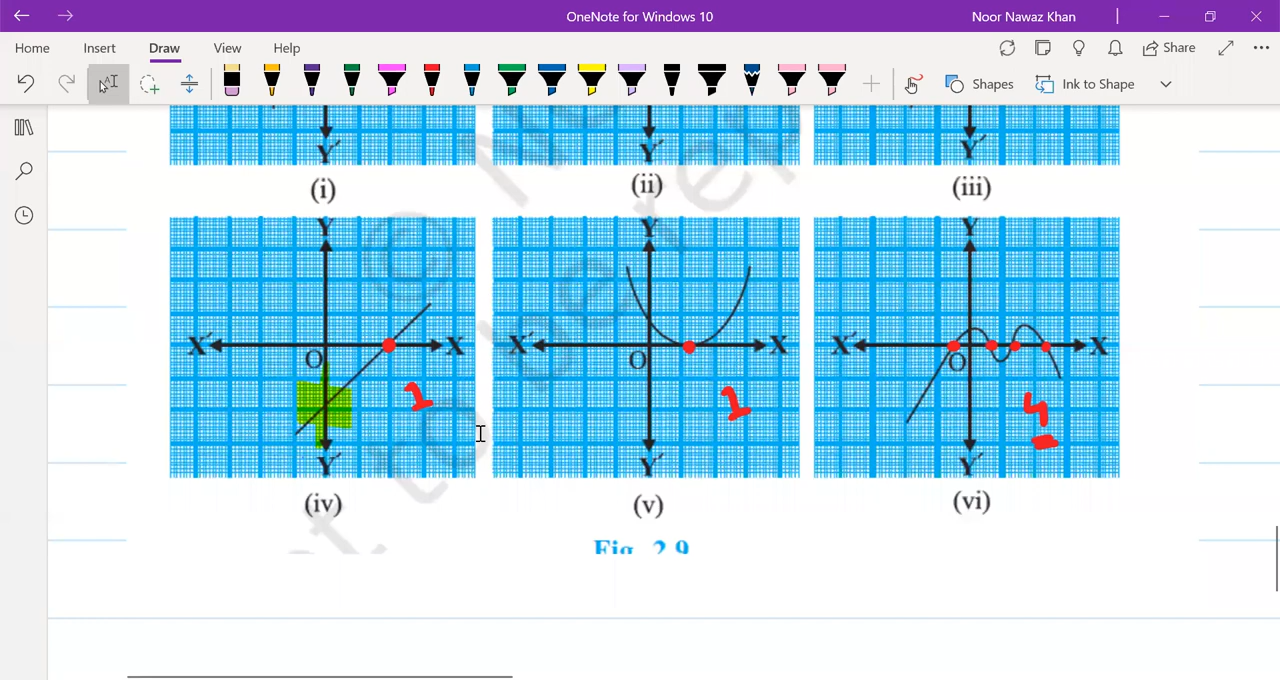 OneNote for Windows 10
Noor Nawaz Khan
Home Insert Draw View Help
Share
Shapes
Ink to Shape
Y′ Y′ Y′
(i) (ii) (iii)
Y Y Y
X′ O X X′ O X X′ O X
1 1 4
Y′ Y′ Y′
(iv) (v) (vi)
Fig. 2.9